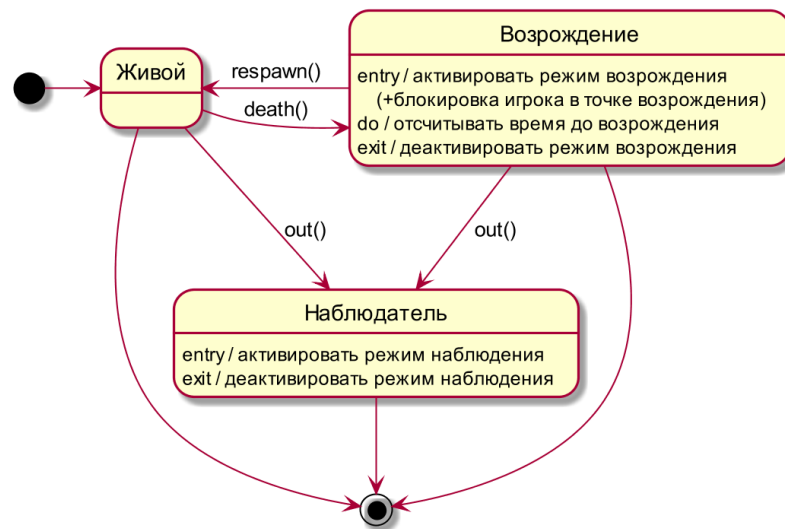 Возрождение
entry / активировать режим возрождения
(+блокировка игрока в точке возрождения)
do / отсчитывать время до возрождения
exit / деактивировать режим возрождения
Живой
respawn()
death()
out()
out()
Наблюдатель
entry / активировать режим наблюдения
exit / деактивировать режим наблюдения